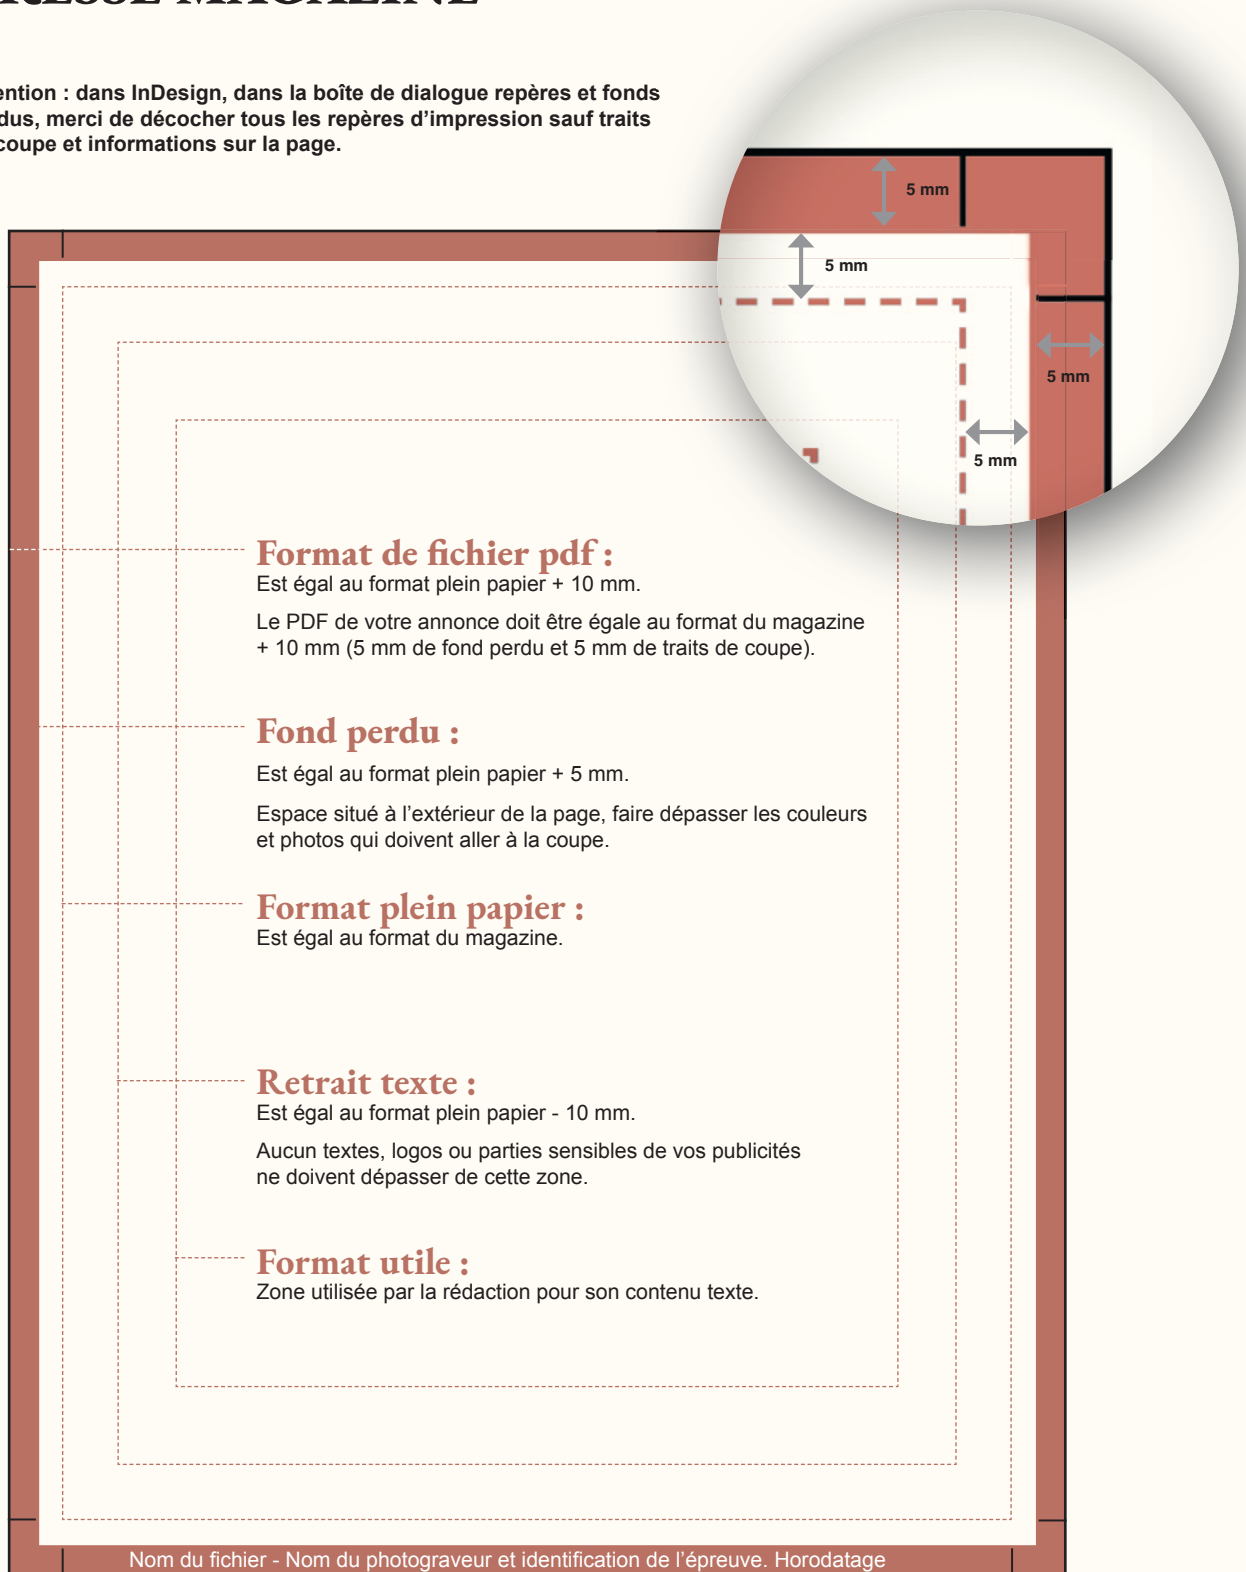 RESSE MAGAZINE
ention : dans InDesign, dans la boîte de dialogue repères et fonds
dus, merci de décocher tous les repères d’impression sauf traits
coupe et informations sur la page.
5 mm
5 mm
5 mm
5 mm
Format de fichier pdf :
Est égal au format plein papier + 10 mm.
Le PDF de votre annonce doit être égale au format du magazine
+ 10 mm (5 mm de fond perdu et 5 mm de traits de coupe).
Fond perdu :
Est égal au format plein papier + 5 mm.
Espace situé à l’extérieur de la page, faire dépasser les couleurs
et photos qui doivent aller à la coupe.
Format plein papier :
Est égal au format du magazine.
Retrait texte :
Est égal au format plein papier - 10 mm.
Aucun textes, logos ou parties sensibles de vos publicités
ne doivent dépasser de cette zone.
Format utile :
Zone utilisée par la rédaction pour son contenu texte.
Nom du fichier - Nom du photograveur et identification de l’épreuve. Horodatage